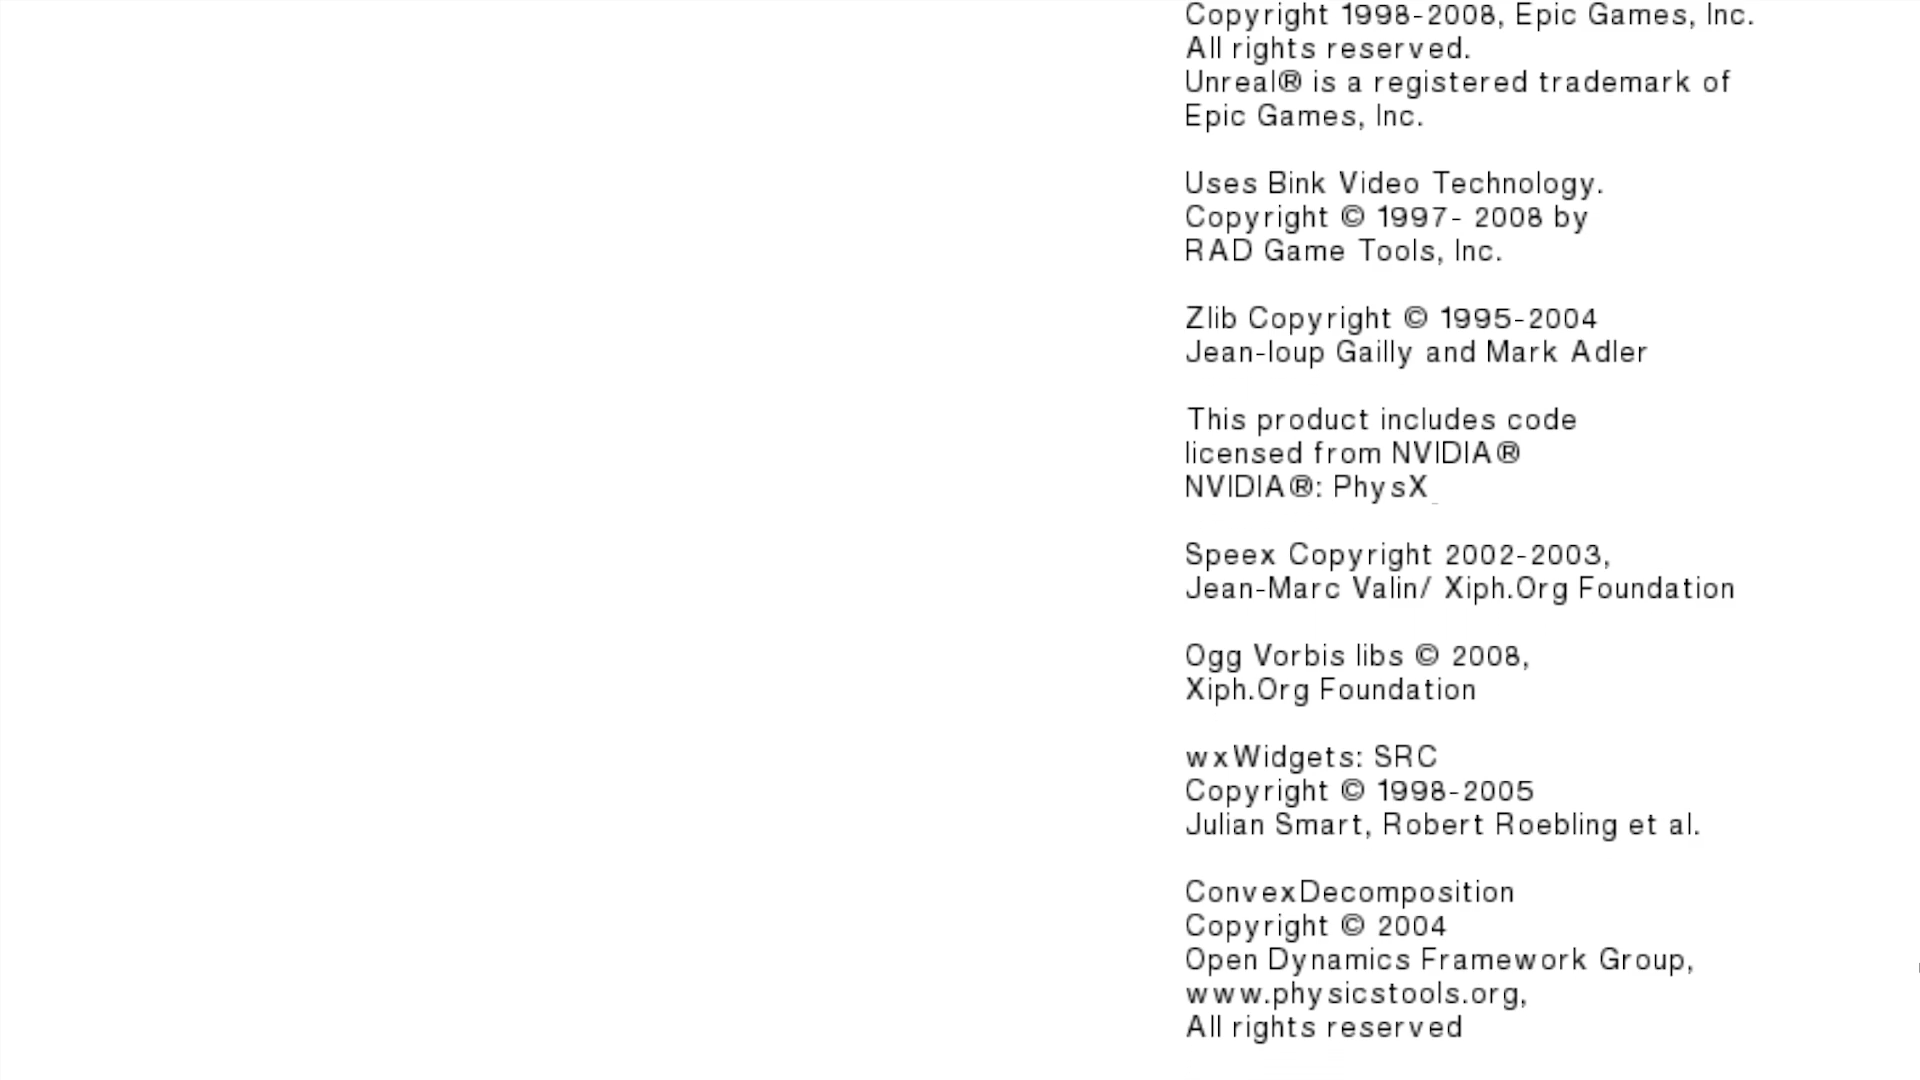 Copyright 1998-2008, Epic Games, Inc.
All rights reserved.
Unreal® is a registered trademark of
Epic Games, Inc.
Uses Bink Video Technology.
Copyright © 1997- 2008 by
RAD Game Tools, Inc.
Zlib Copyright © 1995-2004
Jean-loup Gailly and Mark Adler
This product includes code
licensed from NVIDIA®
NVIDIA®: PhysX
Speex Copyright 2002-2003,
Jean-Marc Valin/ Xiph.Org Foundation
Ogg Vorbis libs © 2008,
Xiph.Org Foundation
wxWidgets: SRC
Copyright © 1998-2005
Julian Smart, Robert Roebling et al.
ConvexDecomposition
Copyright © 2004
Open Dynamics Framework Group,
www.physicstools.org,
All rights reserved